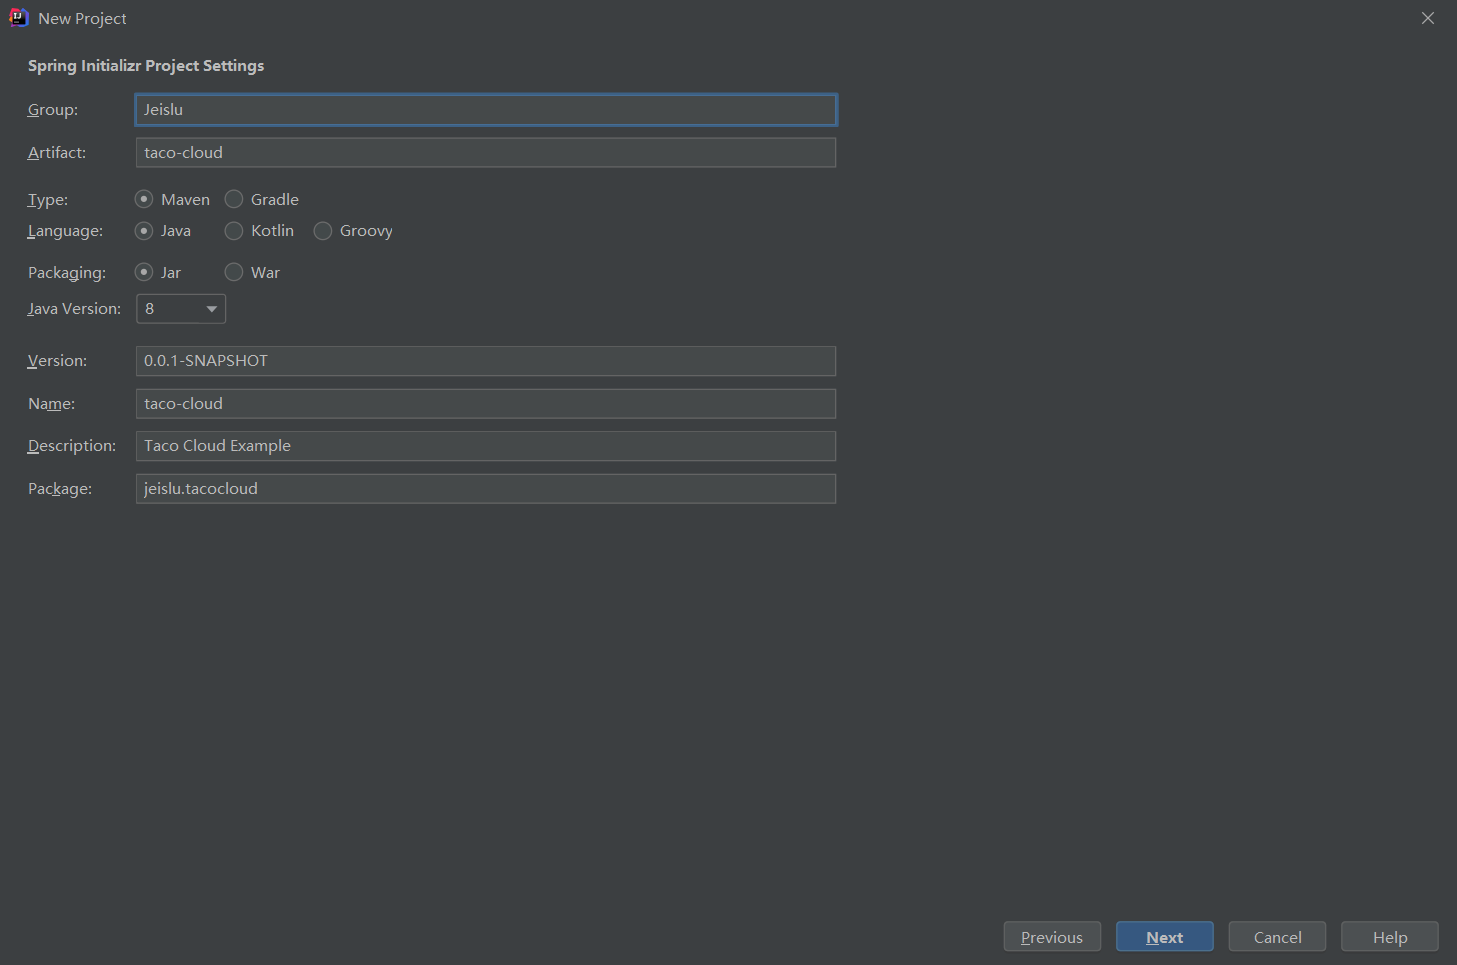 New Project
Spring Initializr Project Settings
Group: Jeislu
Artifact: taco-cloud
Type: Maven Gradle
Language: Java Kotlin Groovy
Packaging: Jar War
Java Version: 8
Version: 0.0.1-SNAPSHOT
Name: taco-cloud
Description: Taco Cloud Example
Package: jeislu.tacocloud
Previous Next Cancel Help